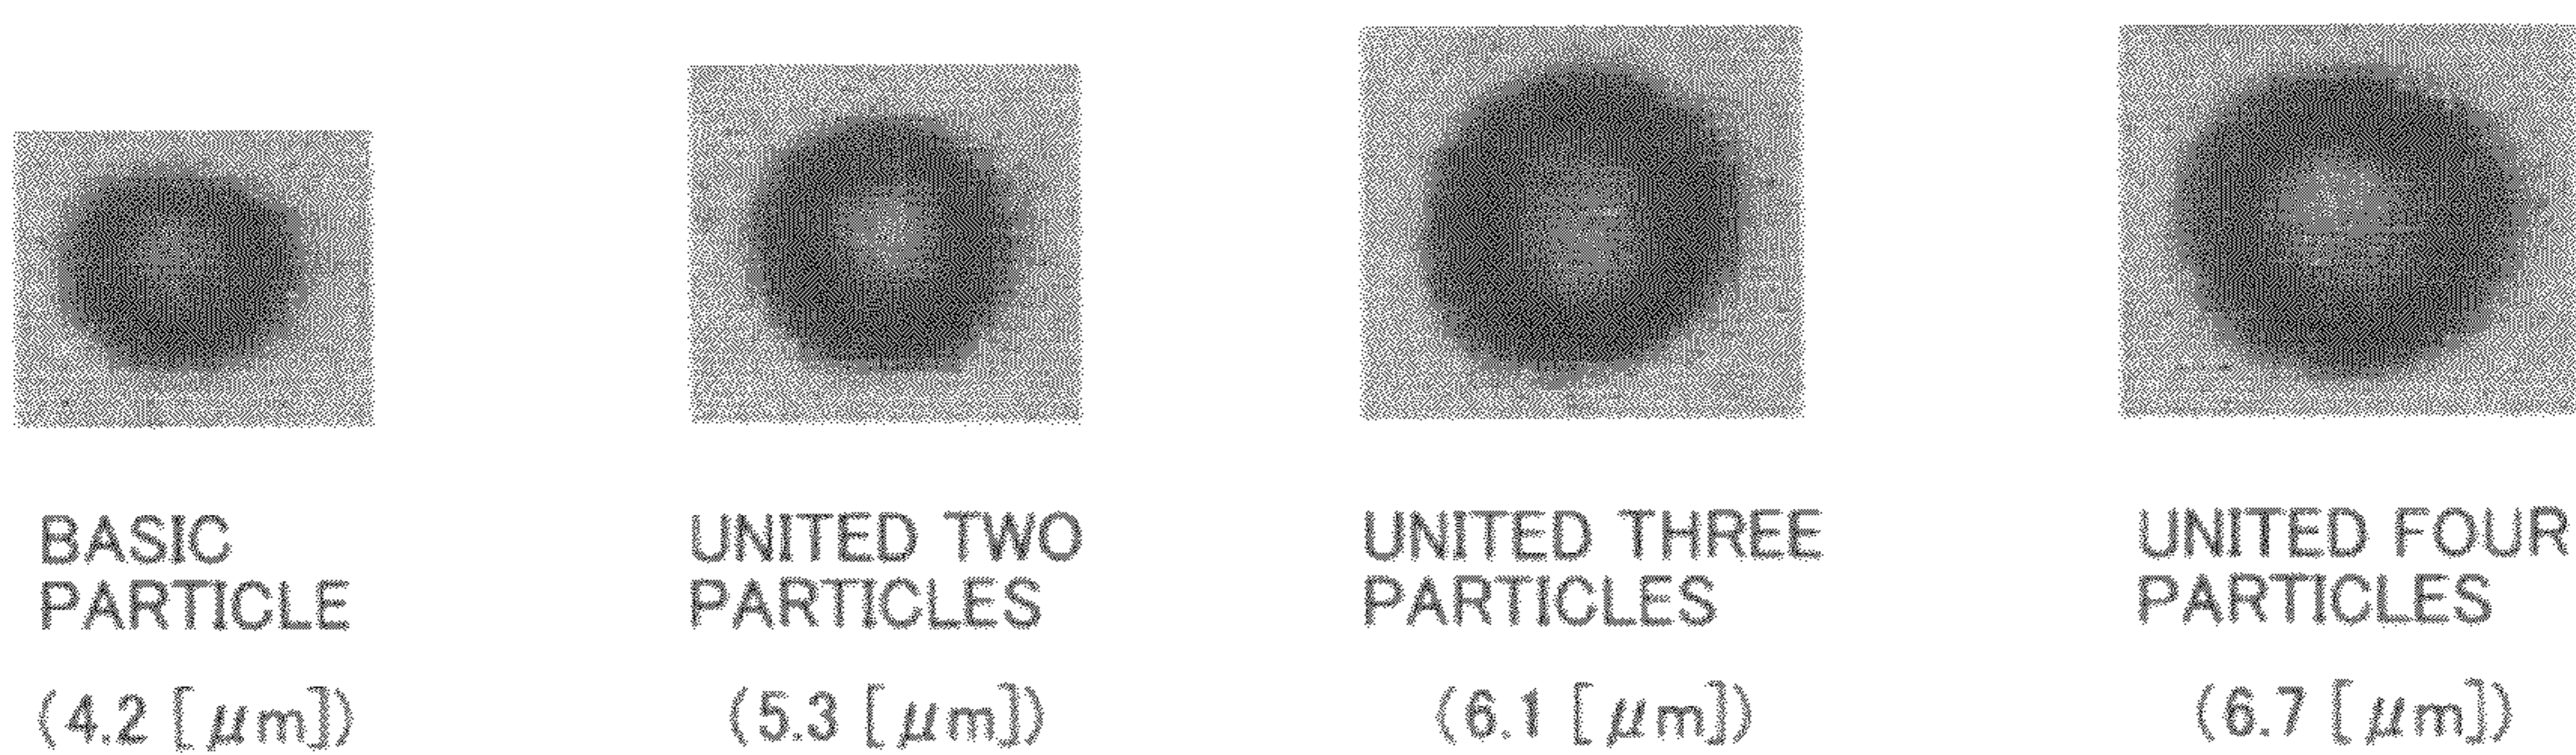 BASIC
PARTICLE
(4.2 [μm])
UNITED TWO
PARTICLES
(5.3 [μm])
UNITED THREE
PARTICLES
(6.1 [μm])
UNITED FOUR
PARTICLES
(6.7 [μm])